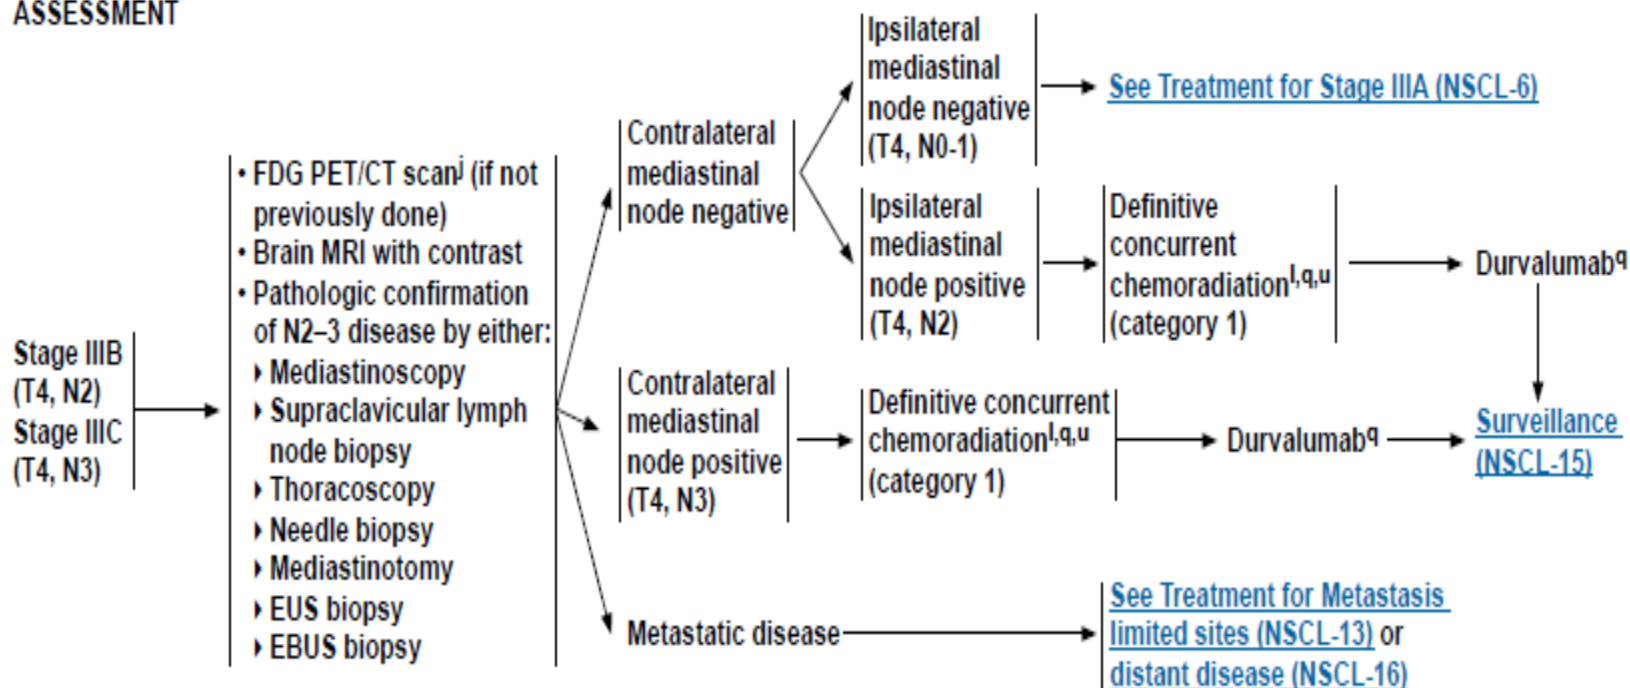 ASSESSMENT
Stage IIIB
(T4, N2)
Stage IIIC
(T4, N3)
• FDG PET/CT scanʲ (if not
previously done)
• Brain MRI with contrast
• Pathologic confirmation
of N2–3 disease by either:
Mediastinoscopy
Supraclavicular lymph
node biopsy
Thoracoscopy
Needle biopsy
Mediastinotomy
EUS biopsy
EBUS biopsy
Contralateral
mediastinal
node negative
Ipsilateral
mediastinal
node negative
(T4, N0-1)
See Treatment for Stage IIIA (NSCL-6)
Ipsilateral
mediastinal
node positive
(T4, N2)
Definitive
concurrent
chemoradiationl,q,u
(category 1)
Durvalumabq
Contralateral
mediastinal
node positive
(T4, N3)
Definitive concurrent
chemoradiationl,q,u
(category 1)
Durvalumabq
Surveillance
(NSCL-15)
Metastatic disease
See Treatment for Metastasis
limited sites (NSCL-13) or
distant disease (NSCL-16)